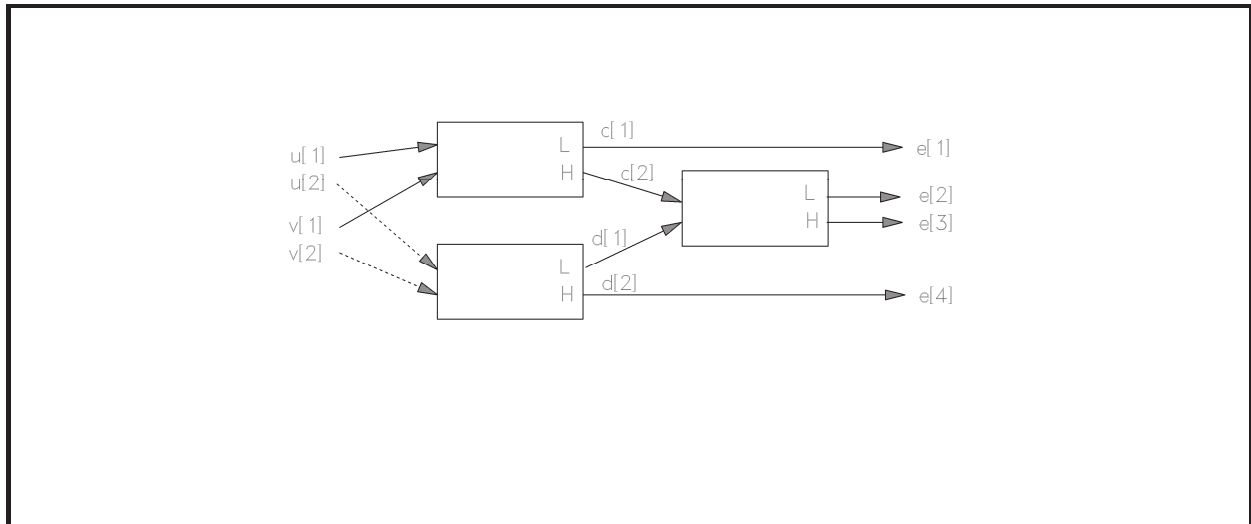 u[1]
u[2]
v[1]
v[2]
L
H
c[1]
c[2]
L
H
d[1]
d[2]
L
H
e[1]
e[2]
e[3]
e[4]